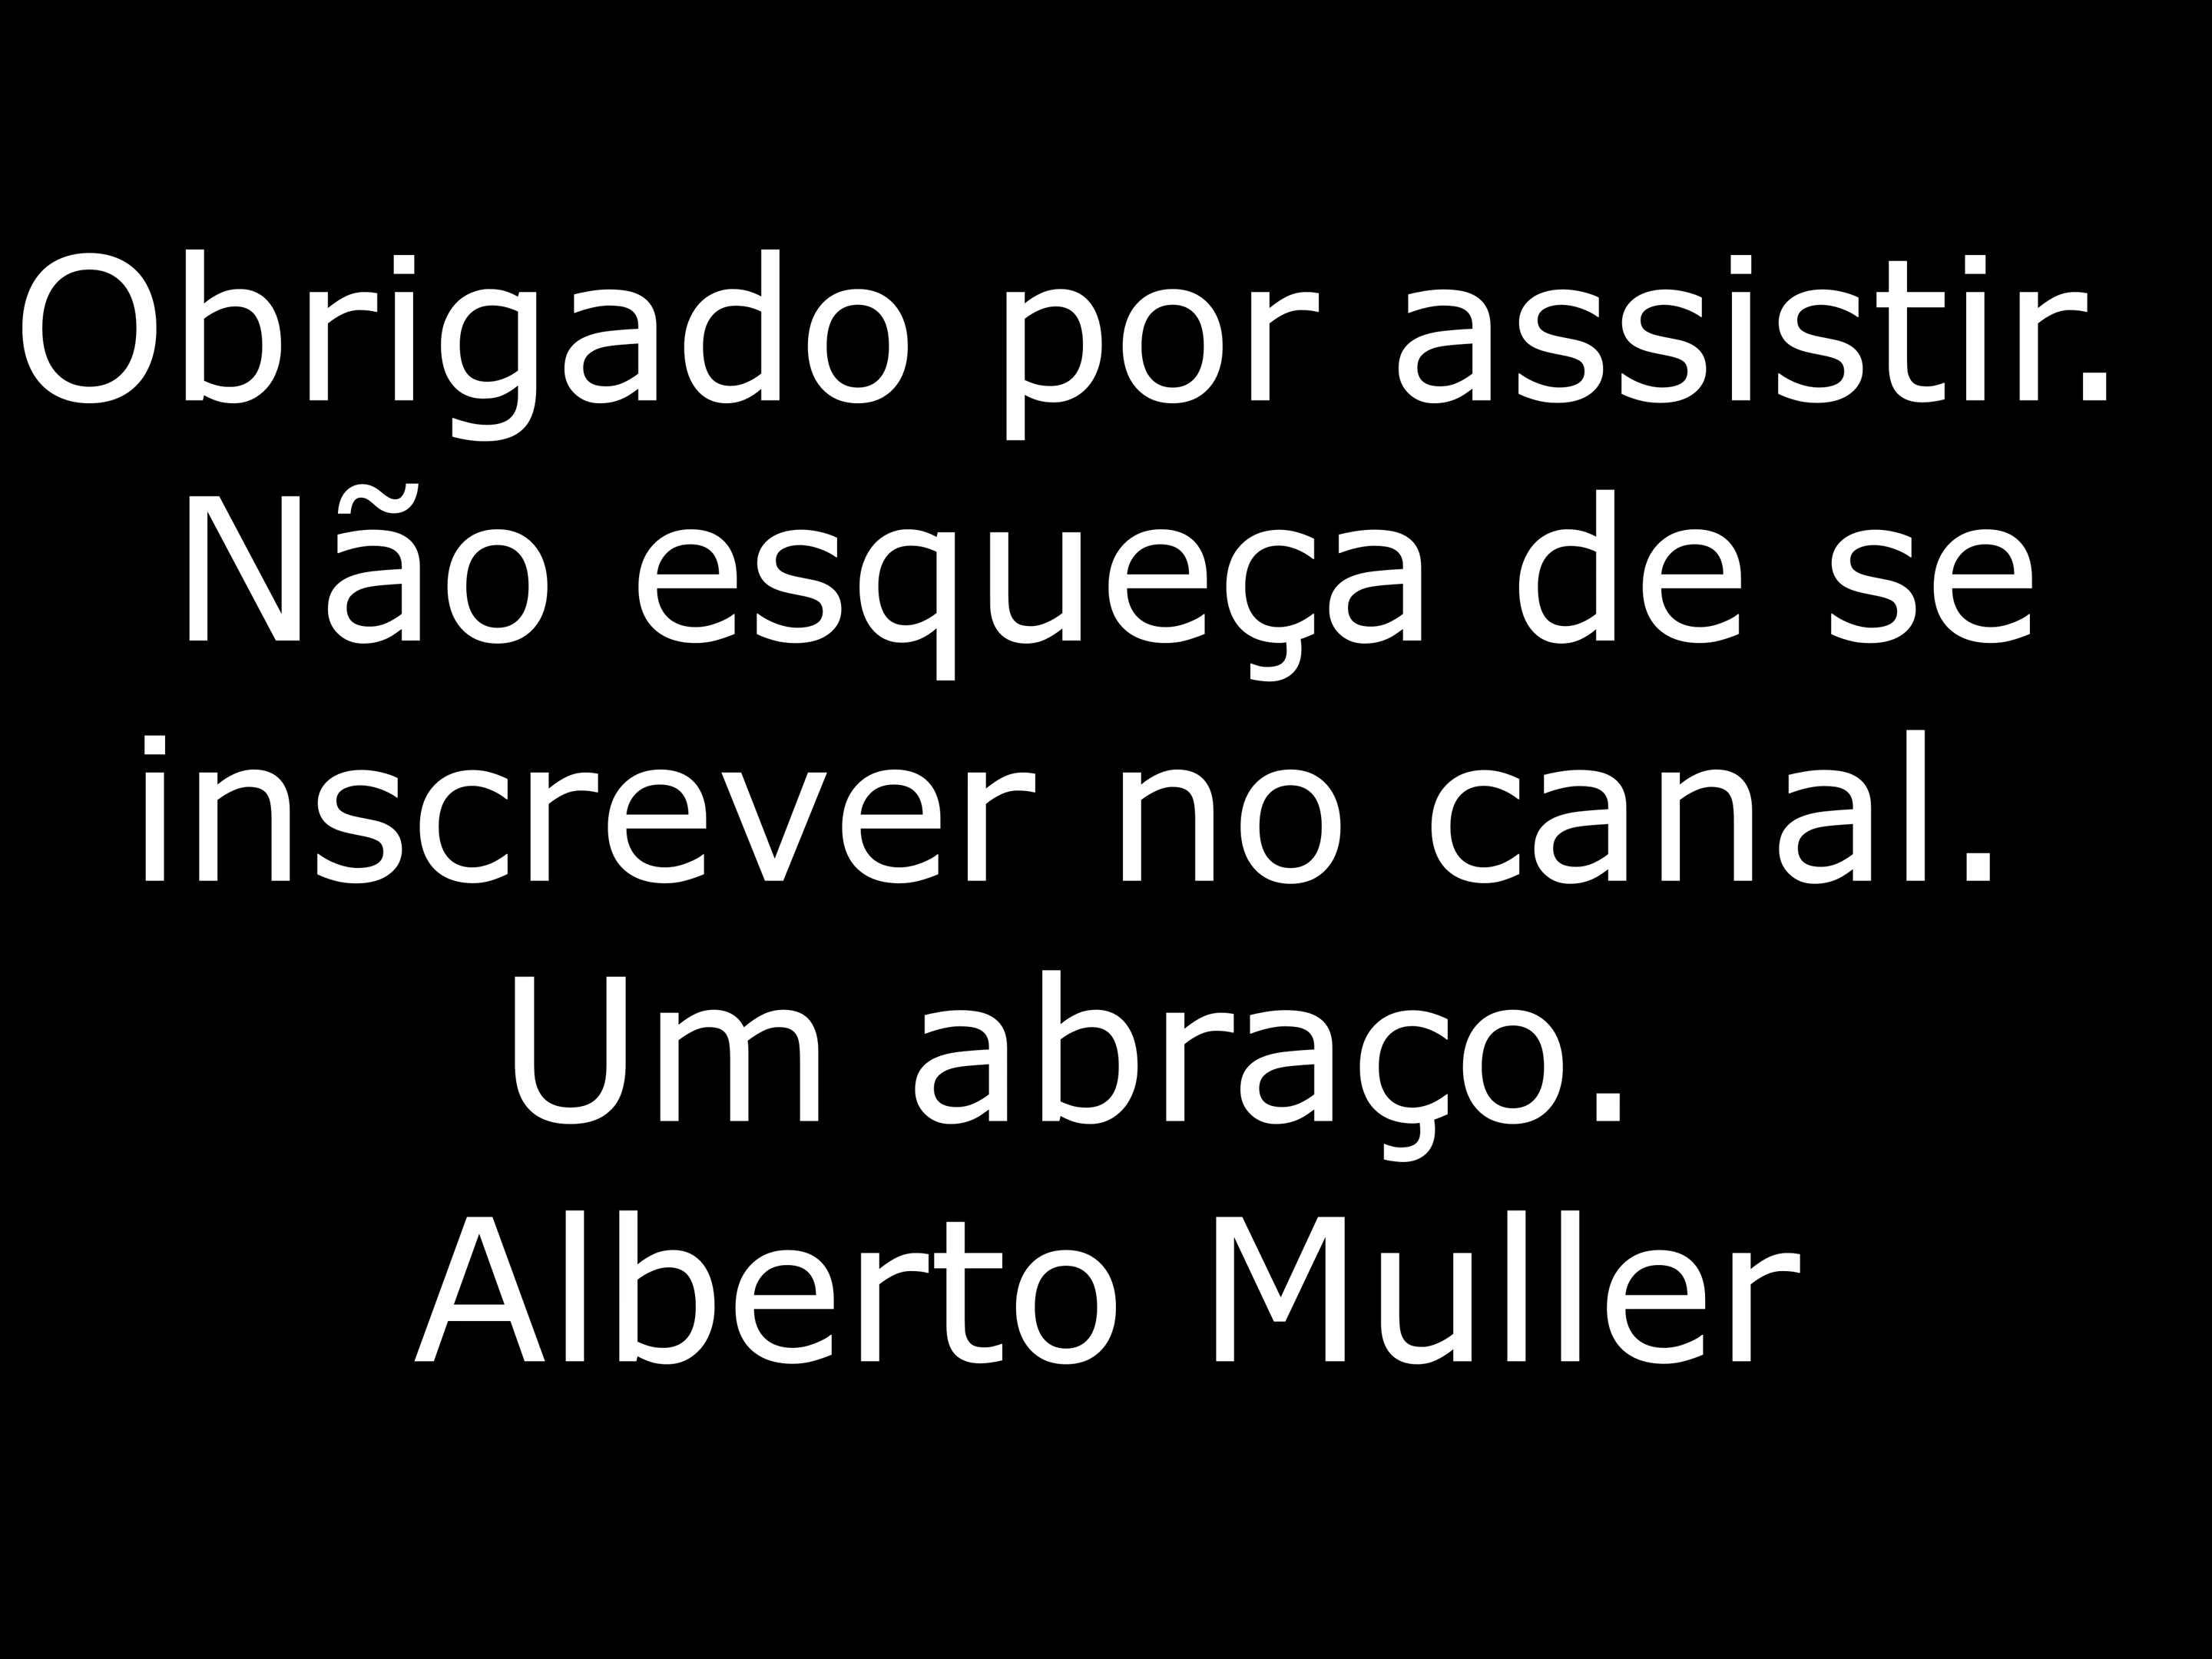 Obrigado por assistir.
Não esqueça de se
inscrever no canal.
Um abraço.
Alberto Muller